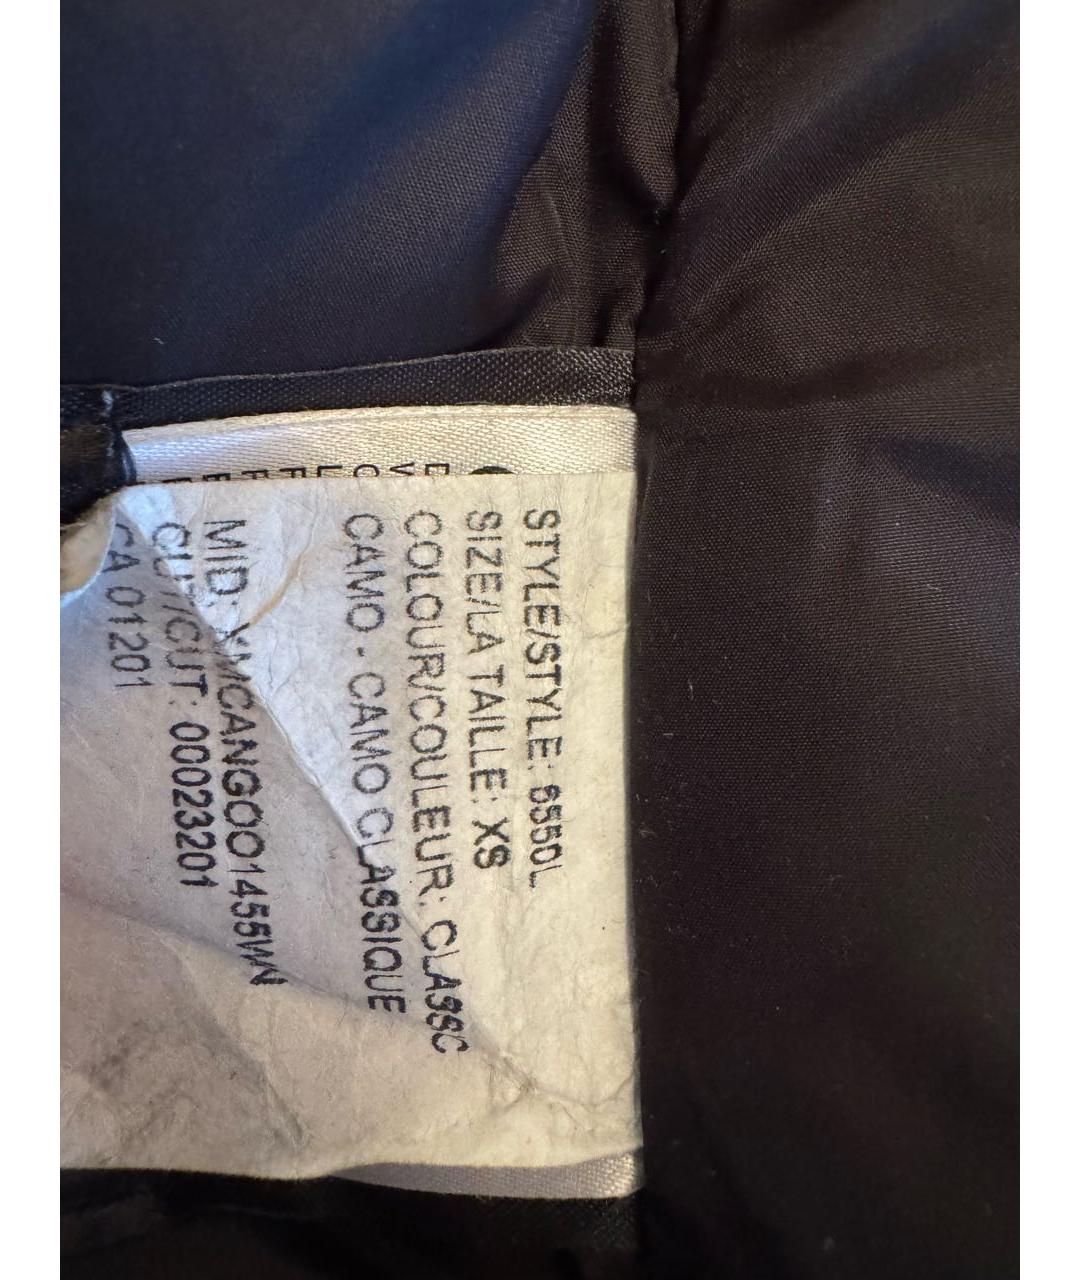 STYLE/STYLE: 6550L
SIZE/LA TAILLE: XS
COLOUR/COULEUR: CLASSC
CAMO - CAMO CLASSIQUE
MID: XMCANGOO1455WN
CUT/CUT: 00023201
CA 01201